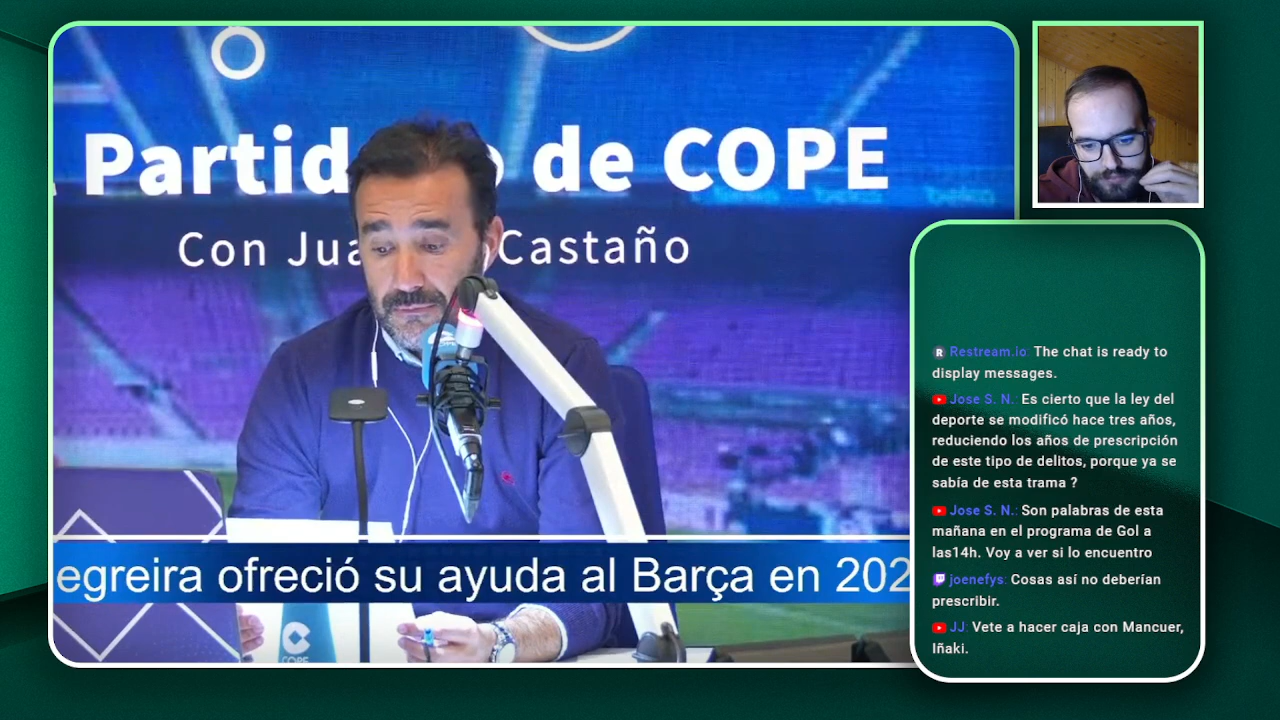 Partid o de COPE
Con Jua Castaño
egreira ofreció su ayuda al Barça en 202
COPE
Restream.io: The chat is ready to
display messages.
Jose S. N.: Es cierto que la ley del
deporte se modificó hace tres años,
reduciendo los años de prescripción
de este tipo de delitos, porque ya se
sabía de esta trama ?
Jose S. N.: Son palabras de esta
mañana en el programa de Gol a
las14h. Voy a ver si lo encuentro
joenefys: Cosas así no deberían
prescribir.
JJ: Vete a hacer caja con Mancuer,
Iñaki.